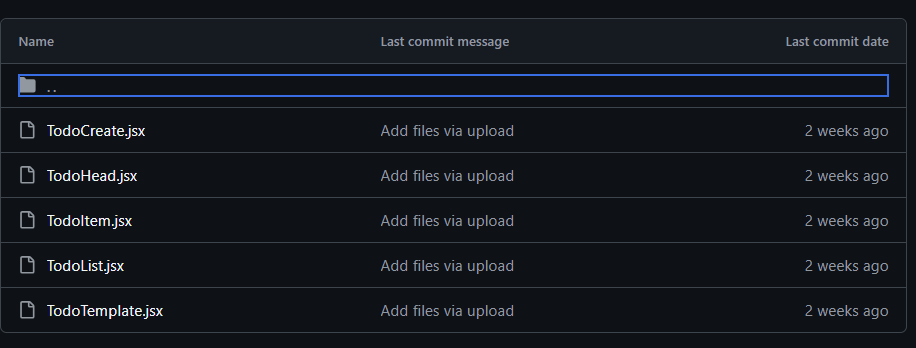 Name Last commit message Last commit date
..
TodoCreate.jsx Add files via upload 2 weeks ago
TodoHead.jsx Add files via upload 2 weeks ago
TodoItem.jsx Add files via upload 2 weeks ago
TodoList.jsx Add files via upload 2 weeks ago
TodoTemplate.jsx Add files via upload 2 weeks ago